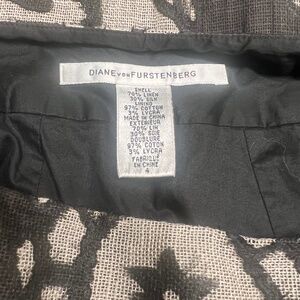 DIANE VON FURSTENBERG
SHELL
70% LINEN
30% SILK
LINING
97% COTTON
3% LYCRA
MADE IN CHINA
EXTERIEUR
70% LIN
30% SOIE
DOUBLURE
97% COTON
3% LYCRA
FABRIQUE
EN CHINE
4